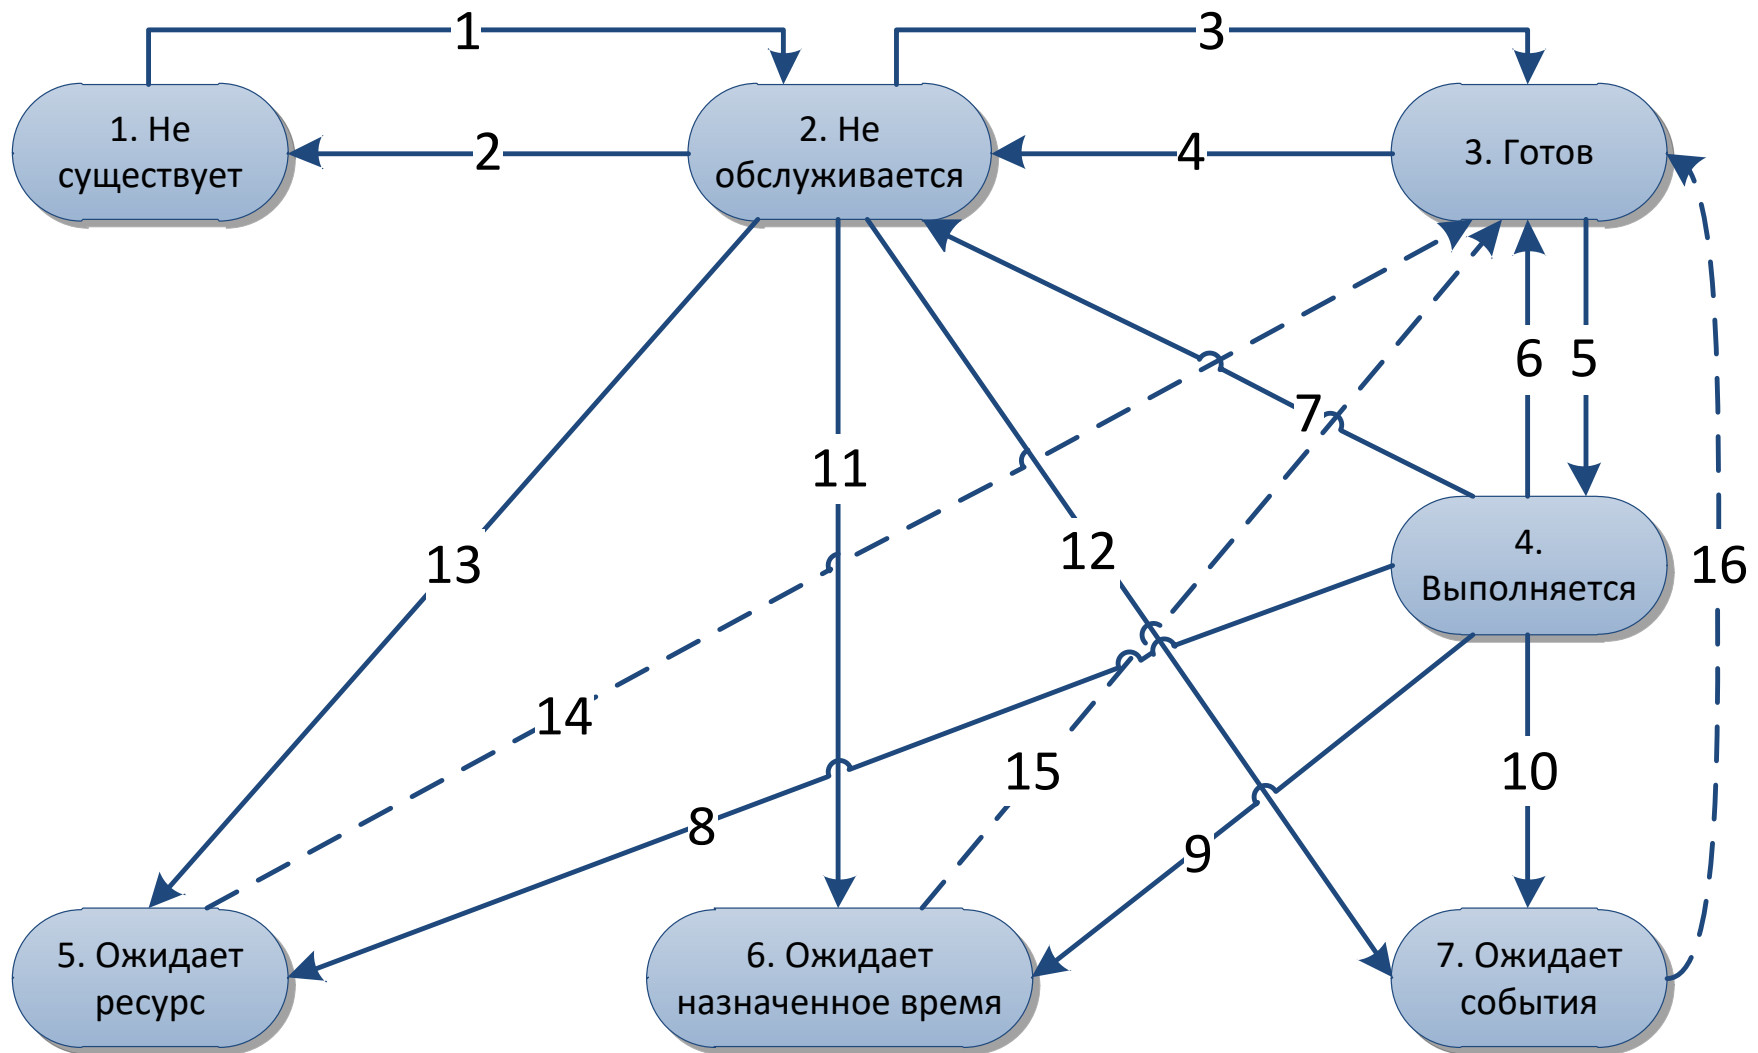 1
3
1. Не
существует
2
2. Не
обслуживается
4
3. Готов
6
5
7
11
13
12
4.
Выполняется
16
14
15
10
8
9
5. Ожидает
ресурс
6. Ожидает
назначенное время
7. Ожидает
события